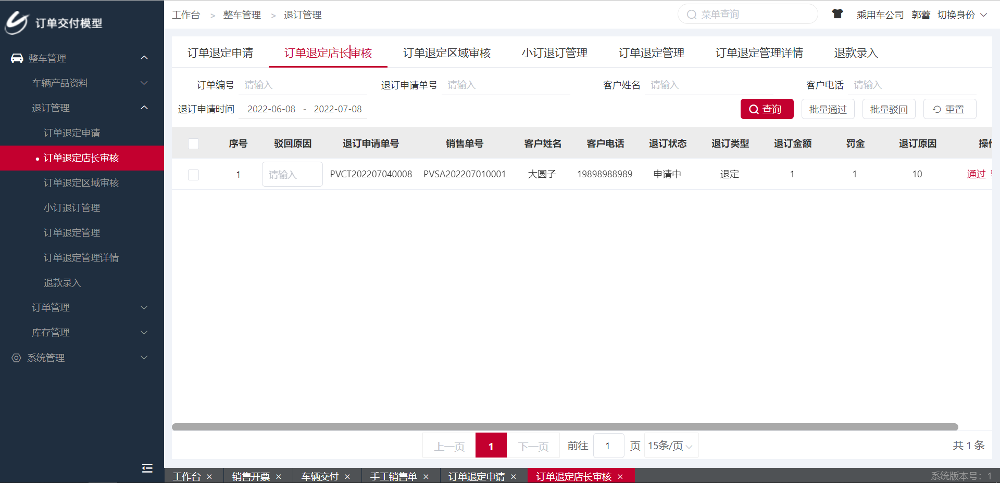 订单交付模型
工作台 > 整车管理 > 退订管理
菜单查询
乘用车公司 郭蕾 切换身份
整车管理
车辆产品资料
退订管理
订单退定申请
订单退定店长审核
订单退定区域审核
小订退订管理
订单退定管理
订单退定管理详情
退款录入
订单管理
库存管理
系统管理
订单退定申请 订单退定店长审核 订单退定区域审核 小订退订管理 订单退定管理 订单退定管理详情 退款录入
订单编号 请输入 退订申请单号 请输入 客户姓名 请输入 客户电话 请输入
退订申请时间 2022-06-08 - 2022-07-08 查询 批量通过 批量驳回 重置
序号 驳回原因 退订申请单号 销售单号 客户姓名 客户电话 退订状态 退订类型 退订金额 罚金 退订原因
1 请输入 PVCT202207040008 PVSA202207010001 大圆子 19898988989 申请中 退定 1 1 10 通过
上一页 1 下一页 前往 1 页 15条/页 共 1 条
工作台 × 销售开票 × 车辆交付 × 手工销售单 × 订单退定申请 × 订单退定店长审核 × 系统版本号：1